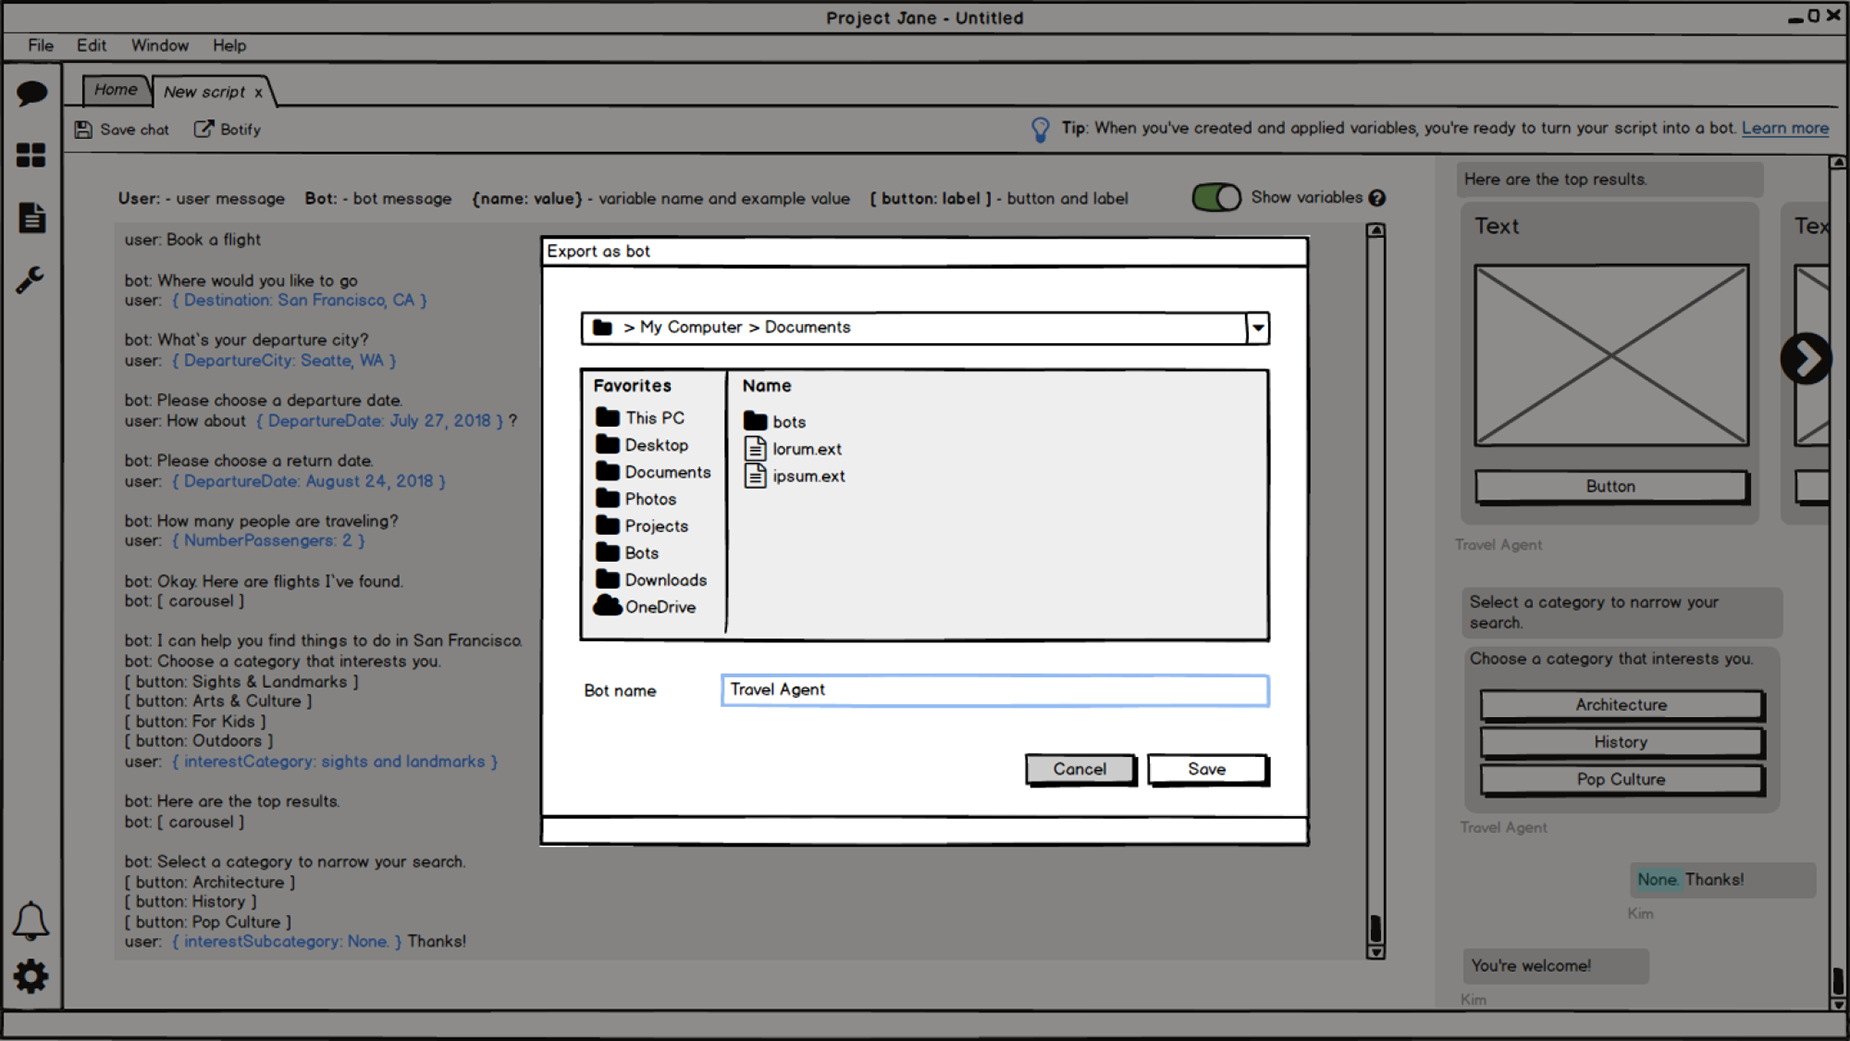 Project Jane - Untitled
File Edit Window Help
Home New script x
Save chat Botify
Tip: When you've created and applied variables, you're ready to turn your script into a bot. Learn more
User: - user message Bot: - bot message {name: value} - variable name and example value [ button: label ] - button and label
Show variables ?
user: Book a flight
bot: Where would you like to go
user: { Destination: San Francisco, CA }
bot: What`s your departure city?
user: { DepartureCity: Seatte, WA }
bot: Please choose a departure date.
user: How about { DepartureDate: July 27, 2018 } ?
bot: Please choose a return date.
user: { DepartureDate: August 24, 2018 }
bot: How many people are traveling?
user: { NumberPassengers: 2 }
bot: Okay. Here are flights I`ve found.
bot: [ carousel ]
bot: I can help you find things to do in San Francisco.
bot: Choose a category that interests you.
[ button: Sights & Landmarks ]
[ button: Arts & Culture ]
[ button: For Kids ]
[ button: Outdoors ]
user: { interestCategory: sights and landmarks }
bot: Here are the top results.
bot: [ carousel ]
bot: Select a category to narrow your search.
[ button: Architecture ]
[ button: History ]
[ button: Pop Culture ]
user: { interestSubcategory: None. } Thanks!
Export as bot
> My Computer > Documents
Favorites
This PC
Desktop
Documents
Photos
Projects
Bots
Downloads
OneDrive
Name
bots
lorum.ext
ipsum.ext
Bot name
Travel Agent
Cancel
Save
Here are the top results.
Text
Tex
Button
Travel Agent
Select a category to narrow your
search.
Choose a category that interests you.
Architecture
History
Pop Culture
Travel Agent
None. Thanks!
Kim
You're welcome!
Kim